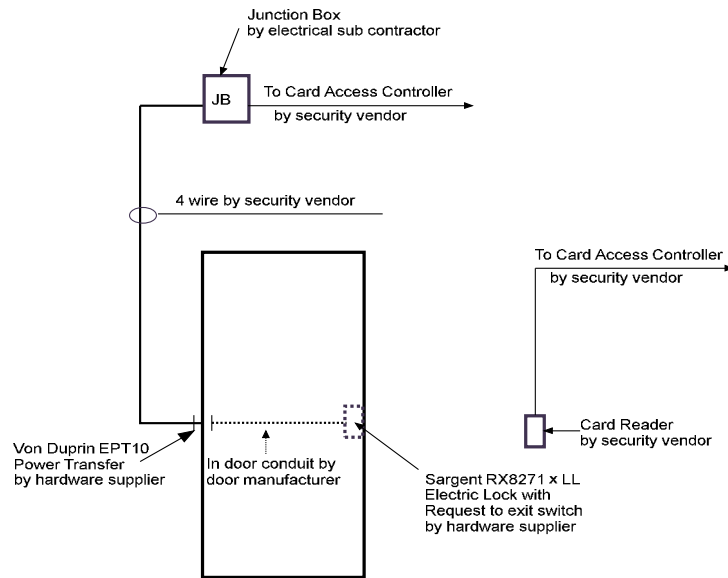 Junction Box
by electrical sub contractor
JB
To Card Access Controller
by security vendor
4 wire by security vendor
To Card Access Controller
by security vendor
Von Duprin EPT10
Power Transfer
by hardware supplier
In door conduit by
door manufacturer
Sargent RX8271 x LL
Electric Lock with
Request to exit switch
by hardware supplier
Card Reader
by security vendor